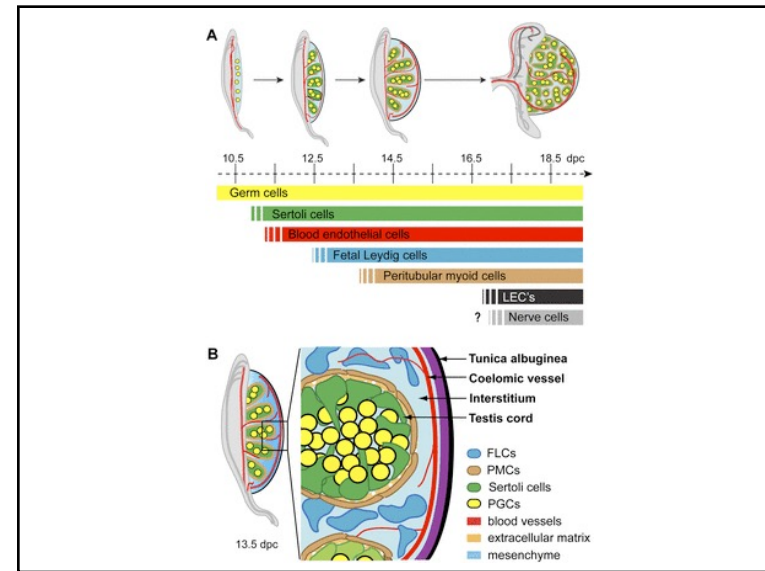 A
10.5 12.5 14.5 16.5 18.5 dpc
Germ cells
Sertoli cells
Blood endothelial cells
Fetal Leydig cells
Peritubular myoid cells
LEC's
? Nerve cells
B
Tunica albuginea
Coelomic vessel
Interstitium
Testis cord
FLCs
PMCs
Sertoli cells
PGCs
blood vessels
extracellular matrix
mesenchyme
13.5 dpc